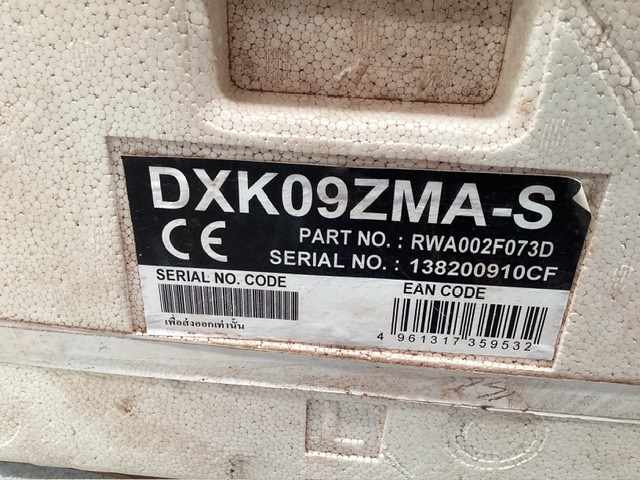 DXK09ZMA-S
CE
PART NO. : RWA002F073D
SERIAL NO. : 138200910CF
SERIAL NO. CODE
EAN CODE
เพื่อส่งออกเท่านั้น
4 961317 359532